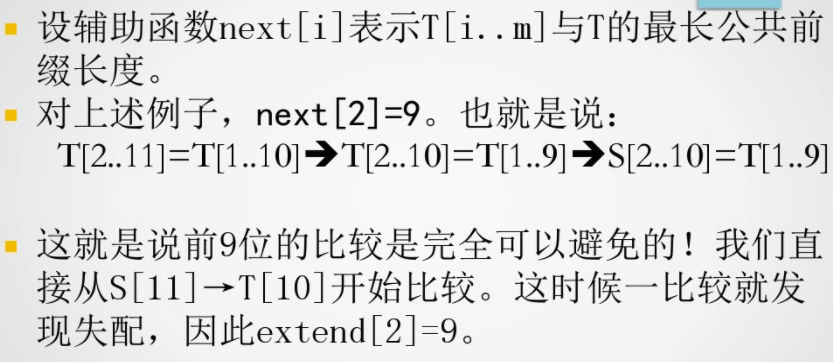 设辅助函数next[i]表示T[i..m]与T的最长公共前
缀长度。
对上述例子，next[2]=9。也就是说：
T[2..11]=T[1..10]➔T[2..10]=T[1..9]➔S[2..10]=T[1..9]
这就是说前9位的比较是完全可以避免的！我们直
接从S[11]→T[10]开始比较。这时候一比较就发
现失配，因此extend[2]=9。